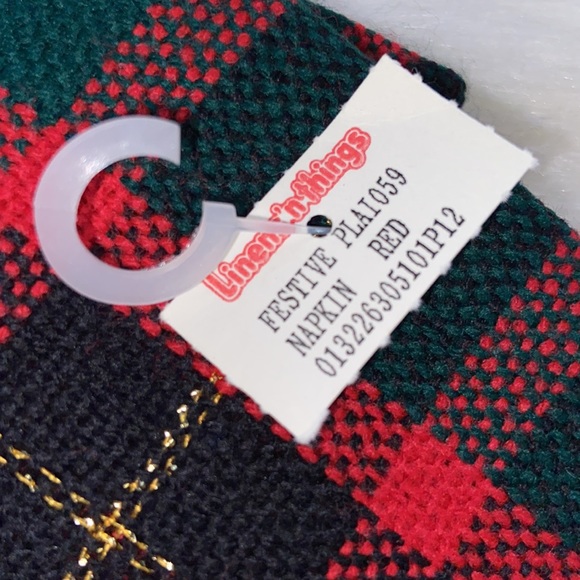 Linens 'n things
FESTIVE PLAI059
NAPKIN RED
013226305101P12